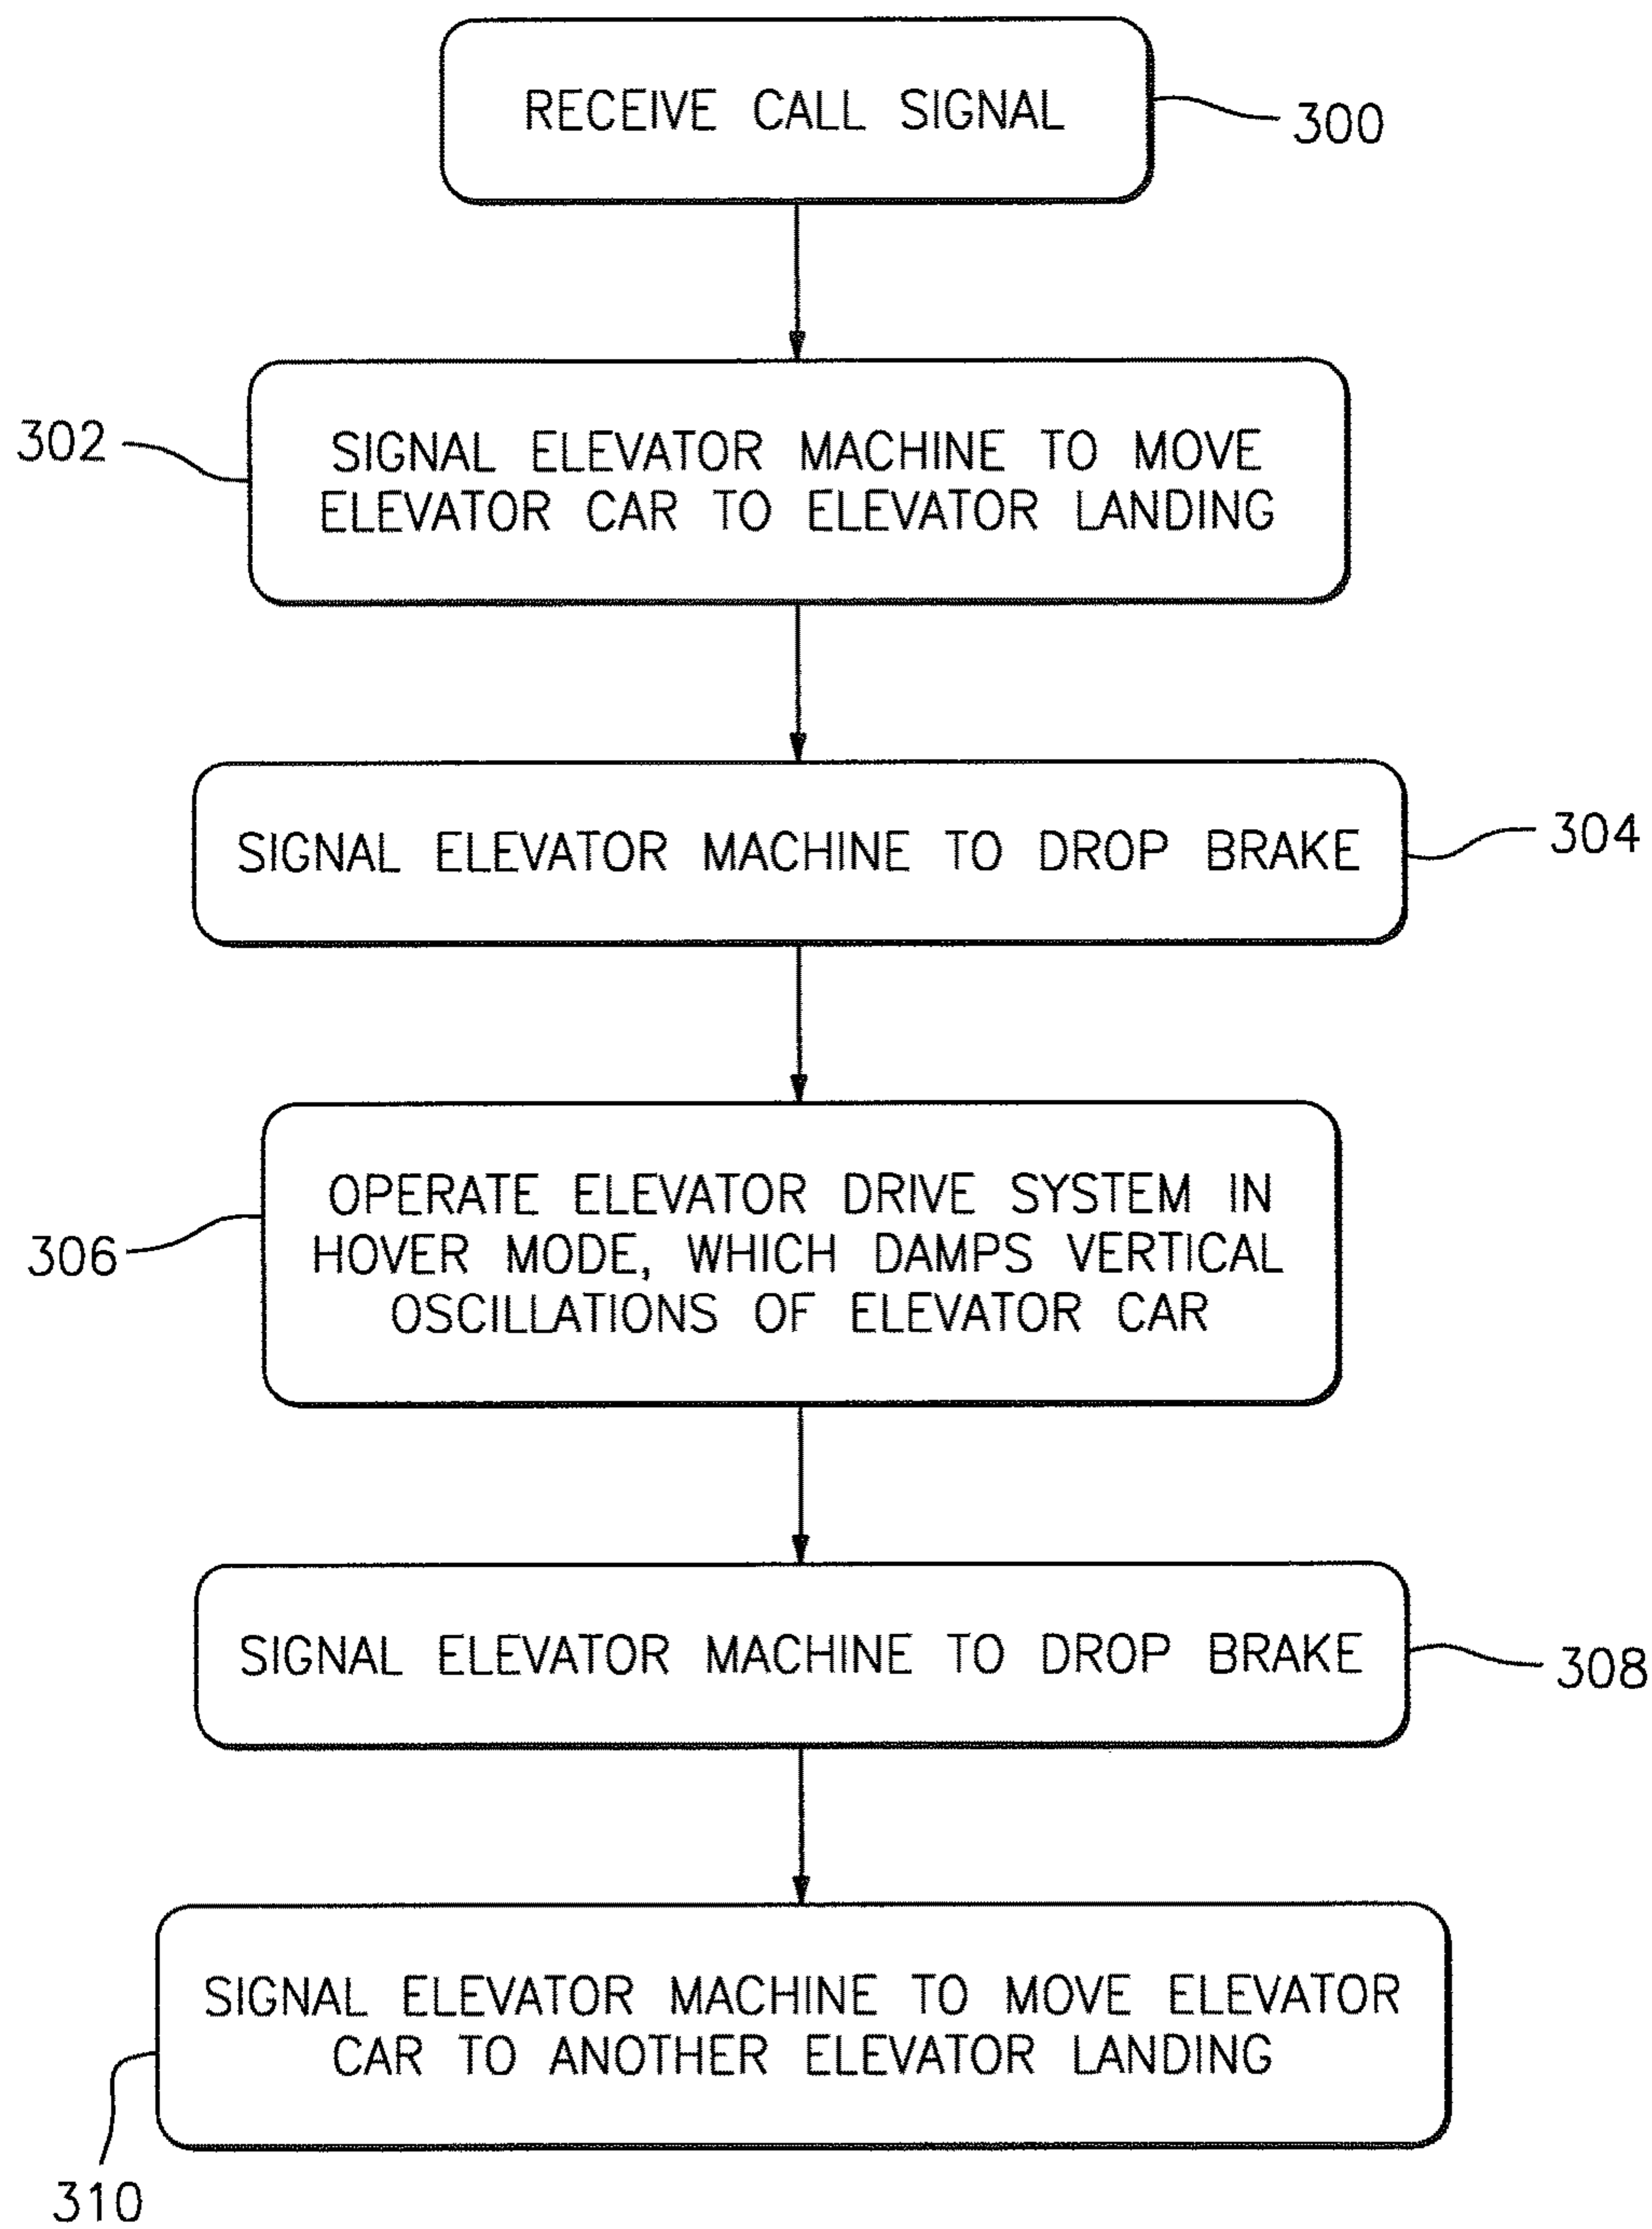 RECEIVE CALL SIGNAL
300
302
SIGNAL ELEVATOR MACHINE TO MOVE
ELEVATOR CAR TO ELEVATOR LANDING
SIGNAL ELEVATOR MACHINE TO DROP BRAKE
304
OPERATE ELEVATOR DRIVE SYSTEM IN
HOVER MODE, WHICH DAMPS VERTICAL
OSCILLATIONS OF ELEVATOR CAR
306
SIGNAL ELEVATOR MACHINE TO DROP BRAKE
308
SIGNAL ELEVATOR MACHINE TO MOVE ELEVATOR
CAR TO ANOTHER ELEVATOR LANDING
310